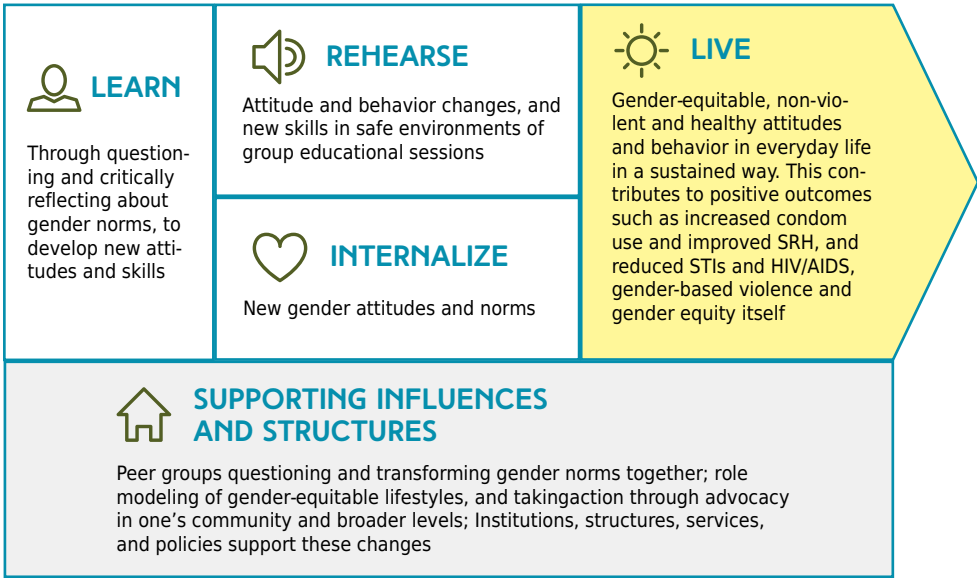 LEARN
Through question-
ing and critically
reflecting about
gender norms, to
develop new atti-
tudes and skills
REHEARSE
Attitude and behavior changes, and
new skills in safe environments of
group educational sessions
INTERNALIZE
New gender attitudes and norms
LIVE
Gender-equitable, non-vio-
lent and healthy attitudes
and behavior in everyday life
in a sustained way. This con-
tributes to positive outcomes
such as increased condom
use and improved SRH, and
reduced STIs and HIV/AIDS,
gender-based violence and
gender equity itself
SUPPORTING INFLUENCES
AND STRUCTURES
Peer groups questioning and transforming gender norms together; role
modeling of gender-equitable lifestyles, and takingaction through advocacy
in one’s community and broader levels; Institutions, structures, services,
and policies support these changes